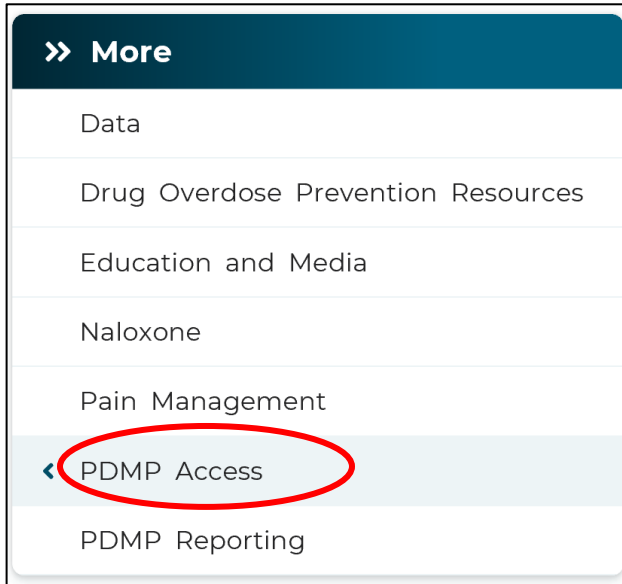 More
Data
Drug Overdose Prevention Resources
Education and Media
Naloxone
Pain Management
PDMP Access
PDMP Reporting